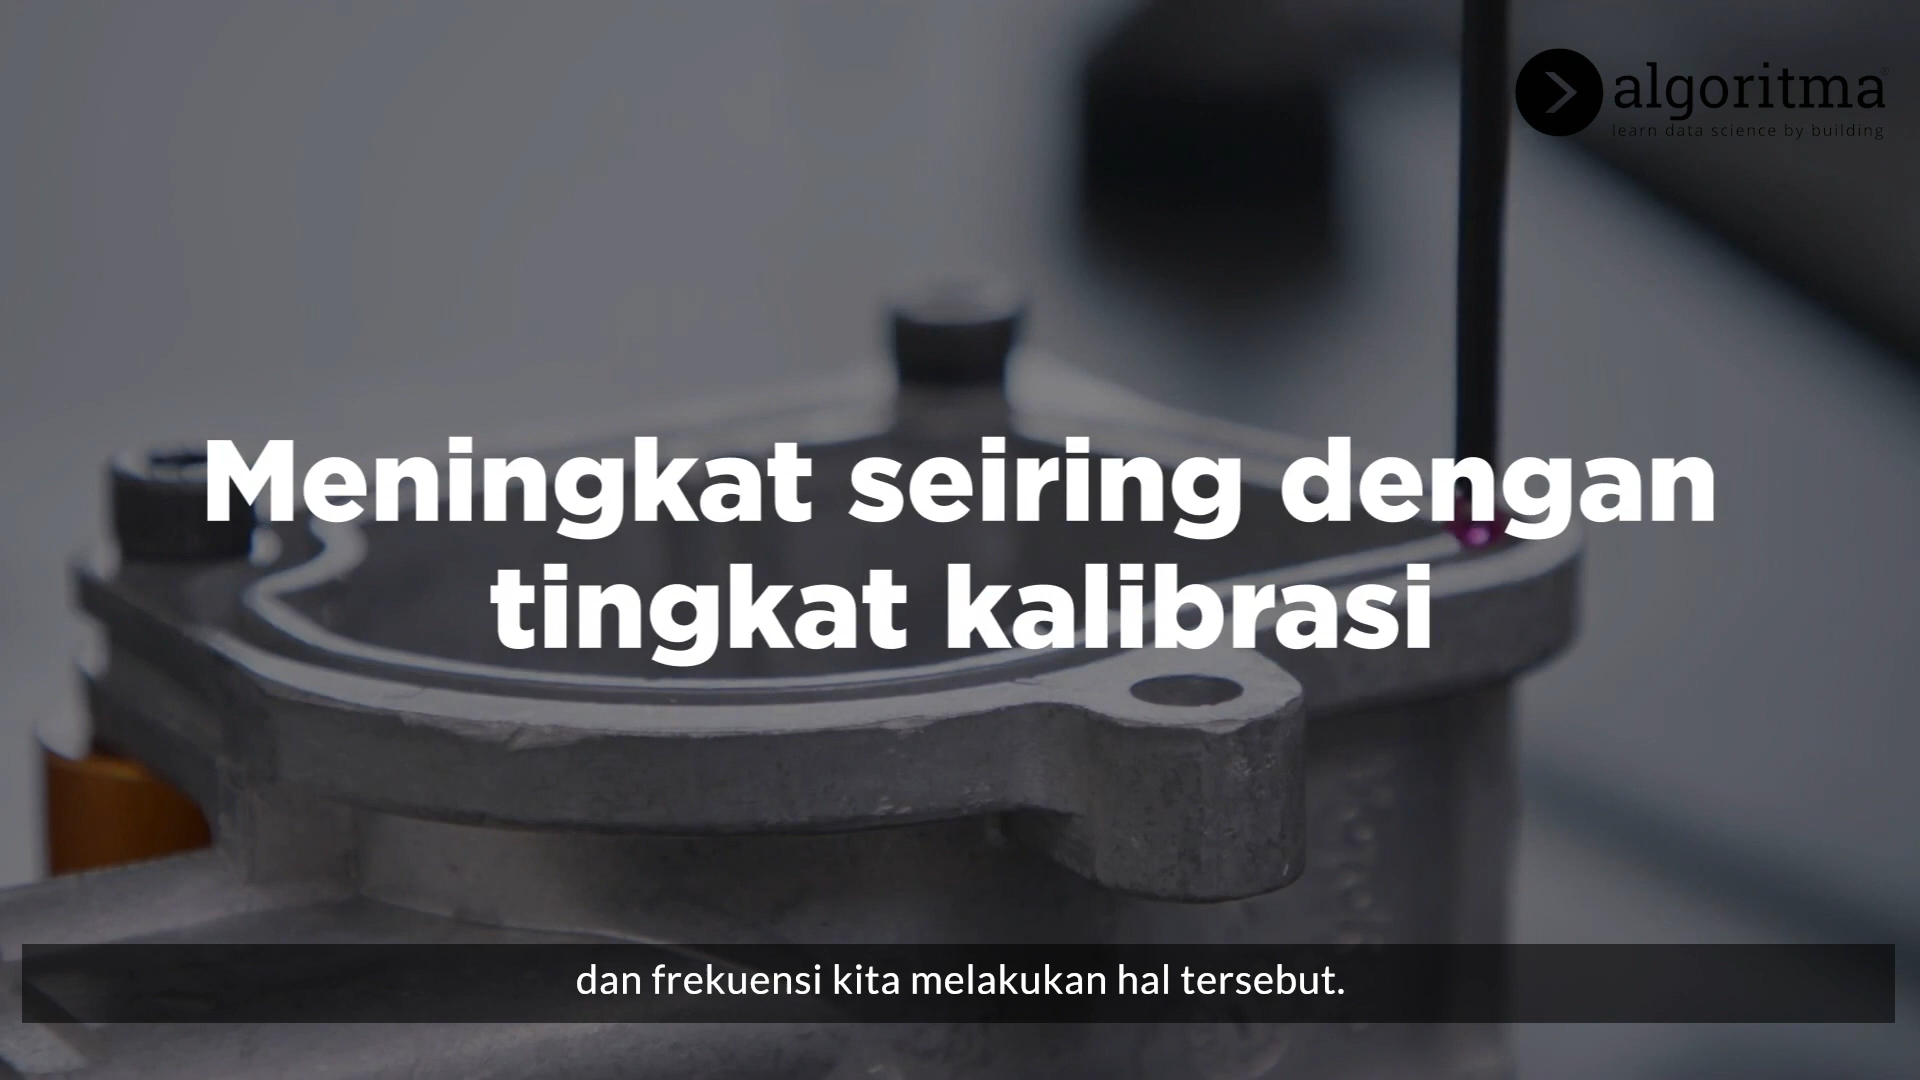 algoritma
learn data science by building
Meningkat seiring dengan
tingkat kalibrasi
dan frekuensi kita melakukan hal tersebut.